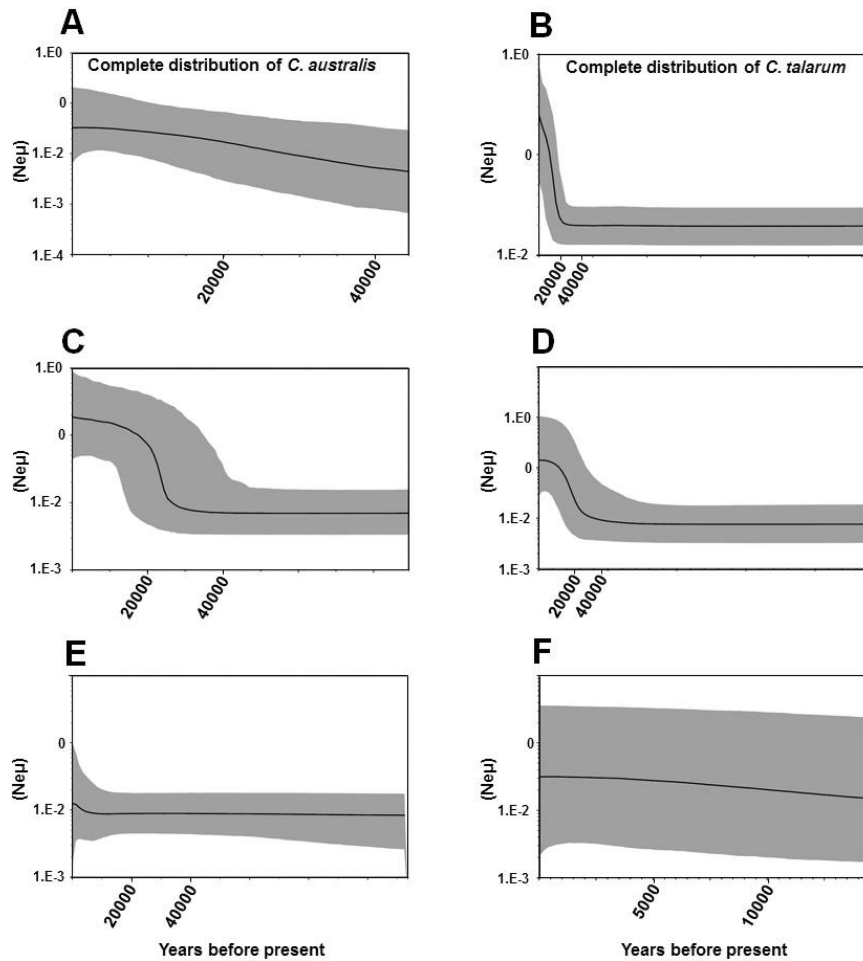 A
Complete distribution of C. australis
1.E0
0
1.E-2
1.E-3
1.E-4
(Neμ)
20000
40000
B
Complete distribution of C. talarum
1.E0
0
1.E-2
(Neμ)
20000
40000
C
1.E0
0
1.E-2
1.E-3
(Neμ)
20000
40000
D
1.E0
0
1.E-2
1.E-3
(Neμ)
20000
40000
E
0
1.E-2
1.E-3
(Neμ)
20000
40000
Years before present
F
0
1.E-2
1.E-3
(Neμ)
5000
10000
Years before present